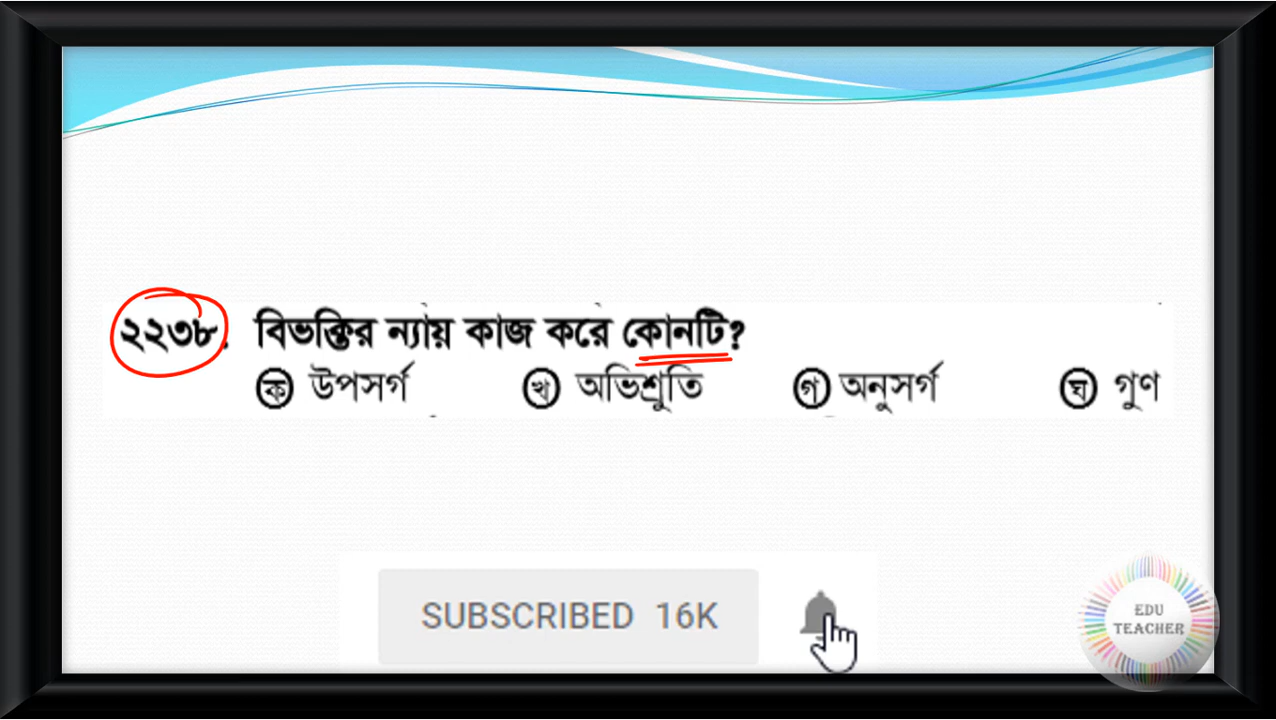 ২২৩৮. বিভক্তির ন্যায় কাজ করে কোনটি?
ক উপসর্গ খ অভিশ্রুতি গ অনুসর্গ ঘ গুণ
SUBSCRIBED 16K
EDU
TEACHER